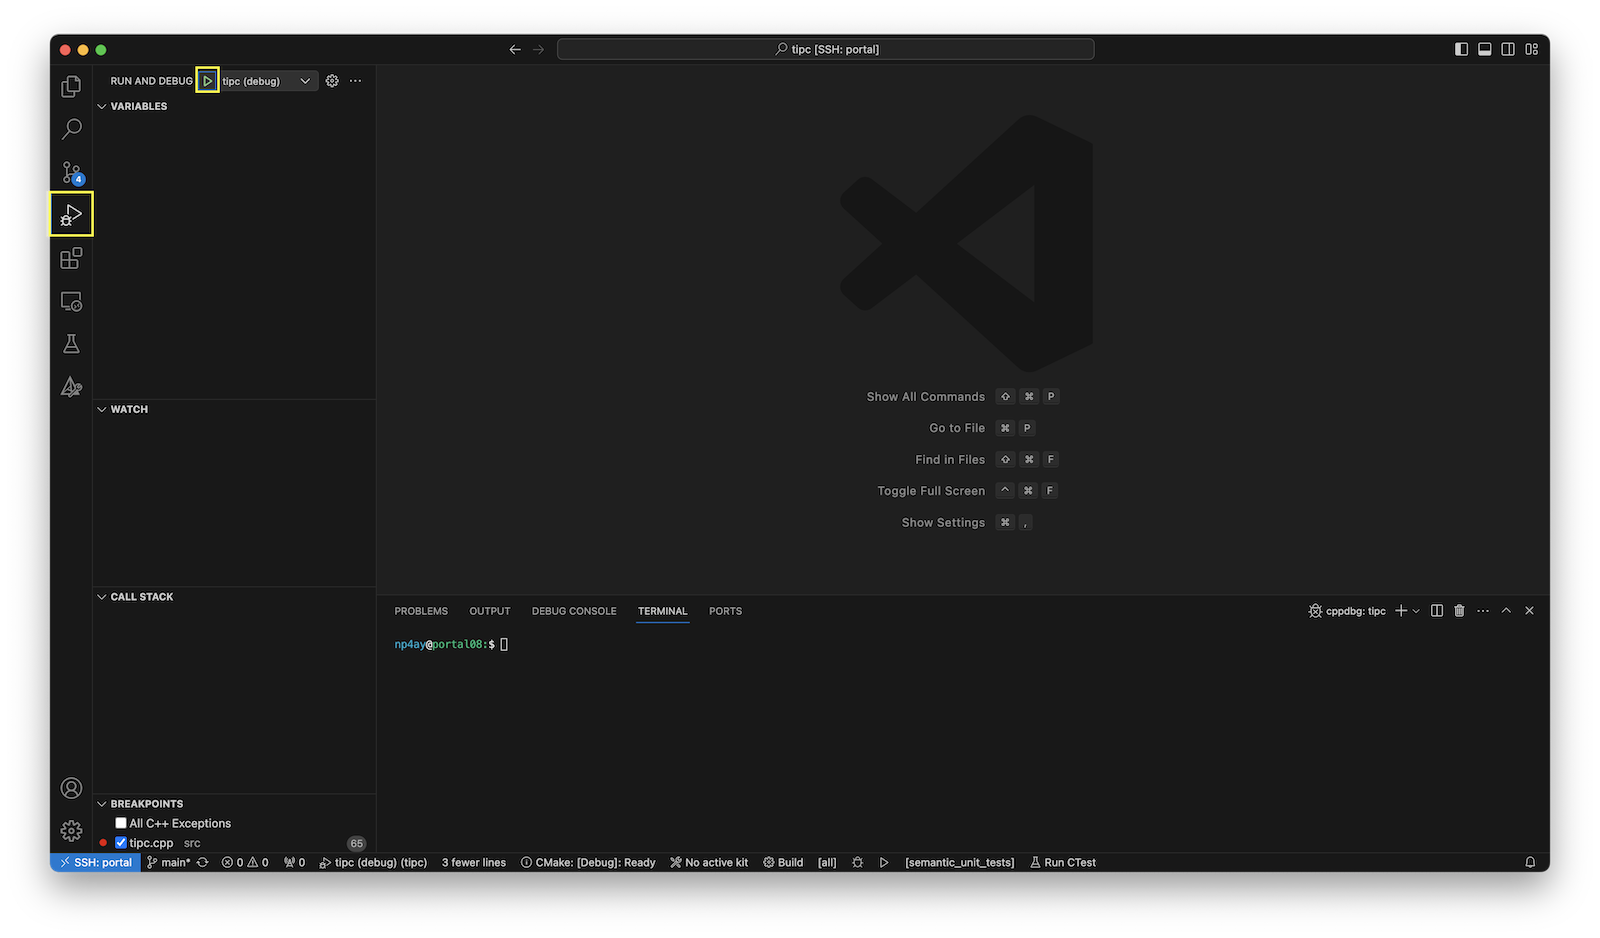 tipc [SSH: portal]
RUN AND DEBUG
tipc (debug)
VARIABLES
4
WATCH
CALL STACK
BREAKPOINTS
All C++ Exceptions
tipc.cpp src 65
Show All Commands ⇧ ⌘ P
Go to File ⌘ P
Find in Files ⇧ ⌘ F
Toggle Full Screen ^ ⌘ F
Show Settings ⌘ ,
PROBLEMS OUTPUT DEBUG CONSOLE TERMINAL PORTS cppdbg: tipc
np4ay@portal08:$
SSH: portal main* 0 0 0 tipc (debug) (tipc) 3 fewer lines CMake: [Debug]: Ready No active kit Build [all] [semantic_unit_tests] Run CTest